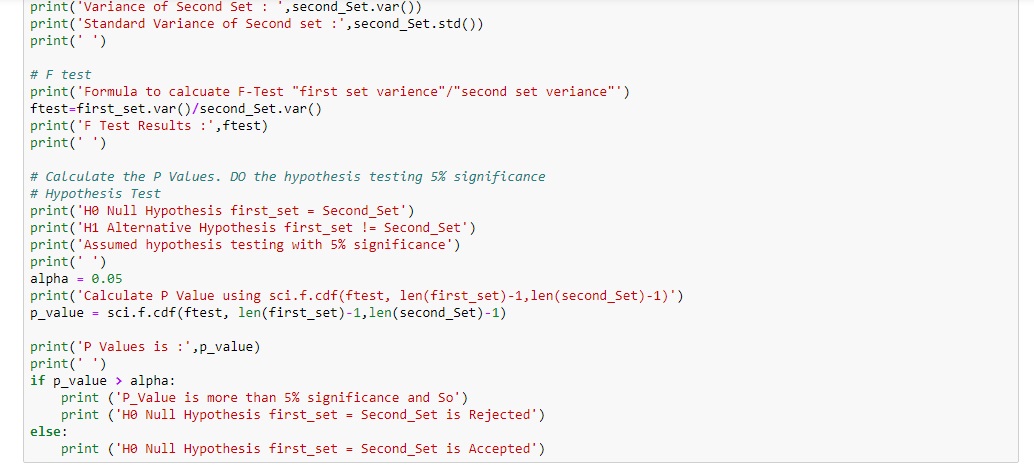 print('Variance of Second Set : ',second_Set.var())
print('Standard Variance of Second set :',second_Set.std())
print(' ')
# F test
print('Formula to calcuate F-Test "first set varience"/"second set veriance"')
ftest=first_set.var()/second_Set.var()
print('F Test Results :',ftest)
print(' ')
# Calculate the P Values. DO the hypothesis testing 5% significance
# Hypothesis Test
print('H0 Null Hypothesis first_set = Second_Set')
print('H1 Alternative Hypothesis first_set != Second_Set')
print('Assumed hypothesis testing with 5% significance')
print(' ')
alpha = 0.05
print('Calculate P Value using sci.f.cdf(ftest, len(first_set)-1,len(second_Set)-1)')
p_value = sci.f.cdf(ftest, len(first_set)-1,len(second_Set)-1)
print('P Values is :',p_value)
print(' ')
if p_value > alpha:
    print ('P_Value is more than 5% significance and So')
    print ('H0 Null Hypothesis first_set = Second_Set is Rejected')
else:
    print ('H0 Null Hypothesis first_set = Second_Set is Accepted')